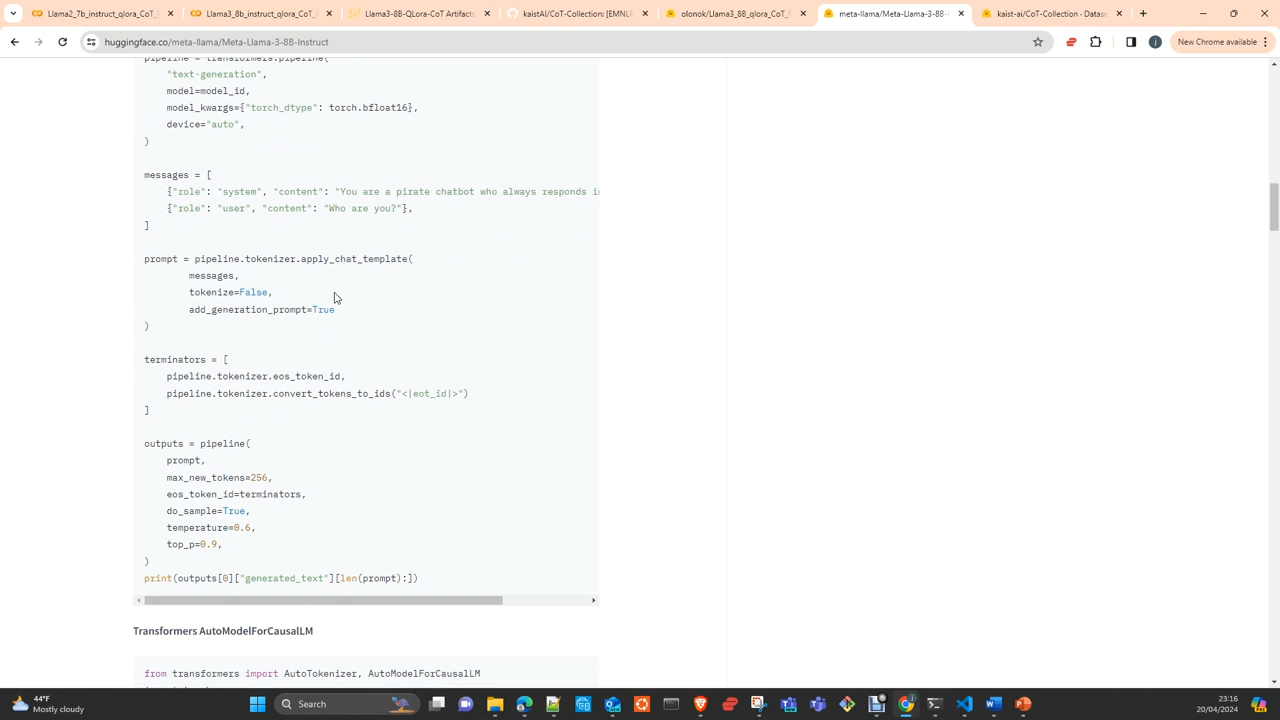 Llama2_7b_instruct_qlora_CoT_
Llama3_8b_instruct_qlora_CoT_
Llama3-8B-QLora-CoT Artifacts
kaistAI/CoT-Collection: [EMNLP
olonok/Llama3_8B_qlora_CoT_
meta-llama/Meta-Llama-3-8B-
kaist-ai/CoT-Collection · Datase
huggingface.co/meta-llama/Meta-Llama-3-8B-Instruct
New Chrome available
pipeline = transformers.pipeline(
"text-generation",
model=model_id,
model_kwargs={"torch_dtype": torch.bfloat16},
device="auto",
)
messages = [
{"role": "system", "content": "You are a pirate chatbot who always responds i
{"role": "user", "content": "Who are you?"},
]
prompt = pipeline.tokenizer.apply_chat_template(
messages,
tokenize=False,
add_generation_prompt=True
)
terminators = [
pipeline.tokenizer.eos_token_id,
pipeline.tokenizer.convert_tokens_to_ids("<|eot_id|>")
]
outputs = pipeline(
prompt,
max_new_tokens=256,
eos_token_id=terminators,
do_sample=True,
temperature=0.6,
top_p=0.9,
)
print(outputs[0]["generated_text"][len(prompt):])
Transformers AutoModelForCausalLM
from transformers import AutoTokenizer, AutoModelForCausalLM
44°F
Mostly cloudy
Search
23:16
20/04/2024